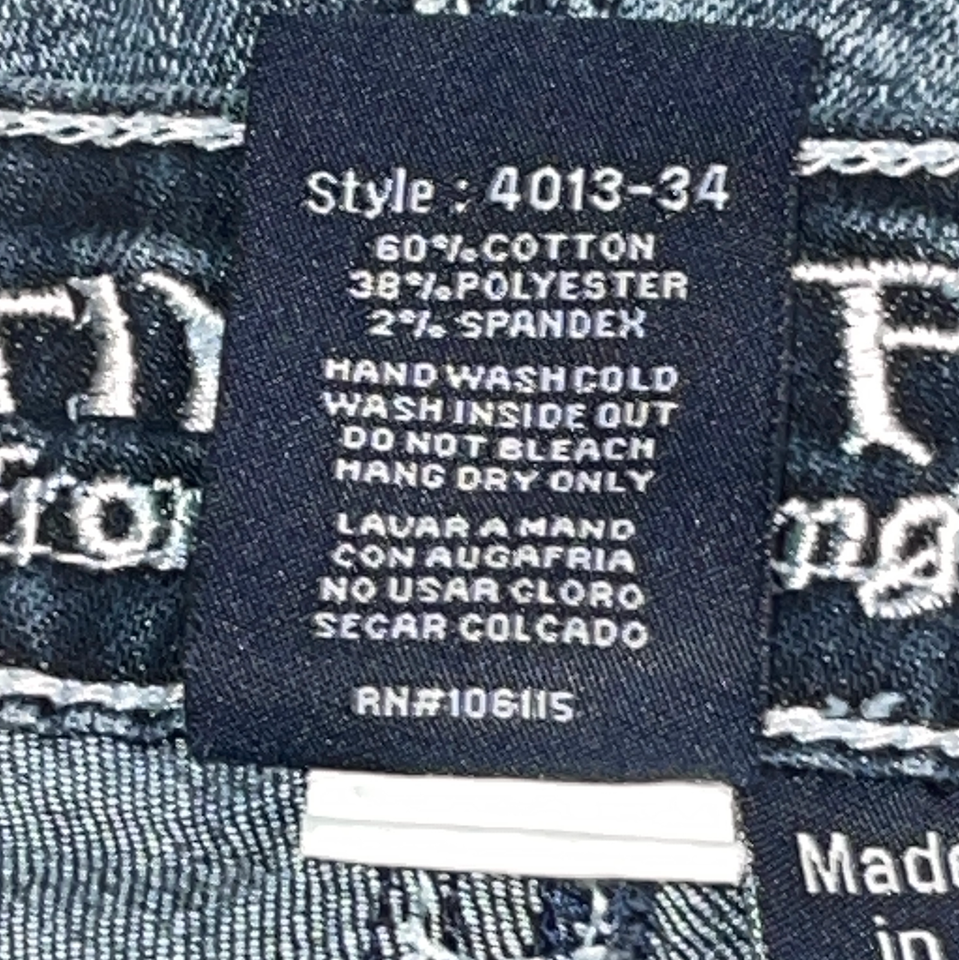 Style : 4013-34
60% COTTON
38% POLYESTER
2% SPANDEX
HAND WASH COLD
WASH INSIDE OUT
DO NOT BLEACH
HANG DRY ONLY
LAVAR A MAND
CON AUGAFRIA
NO USAR CLORO
SECAR COLCADO
RN#106115
Made
in